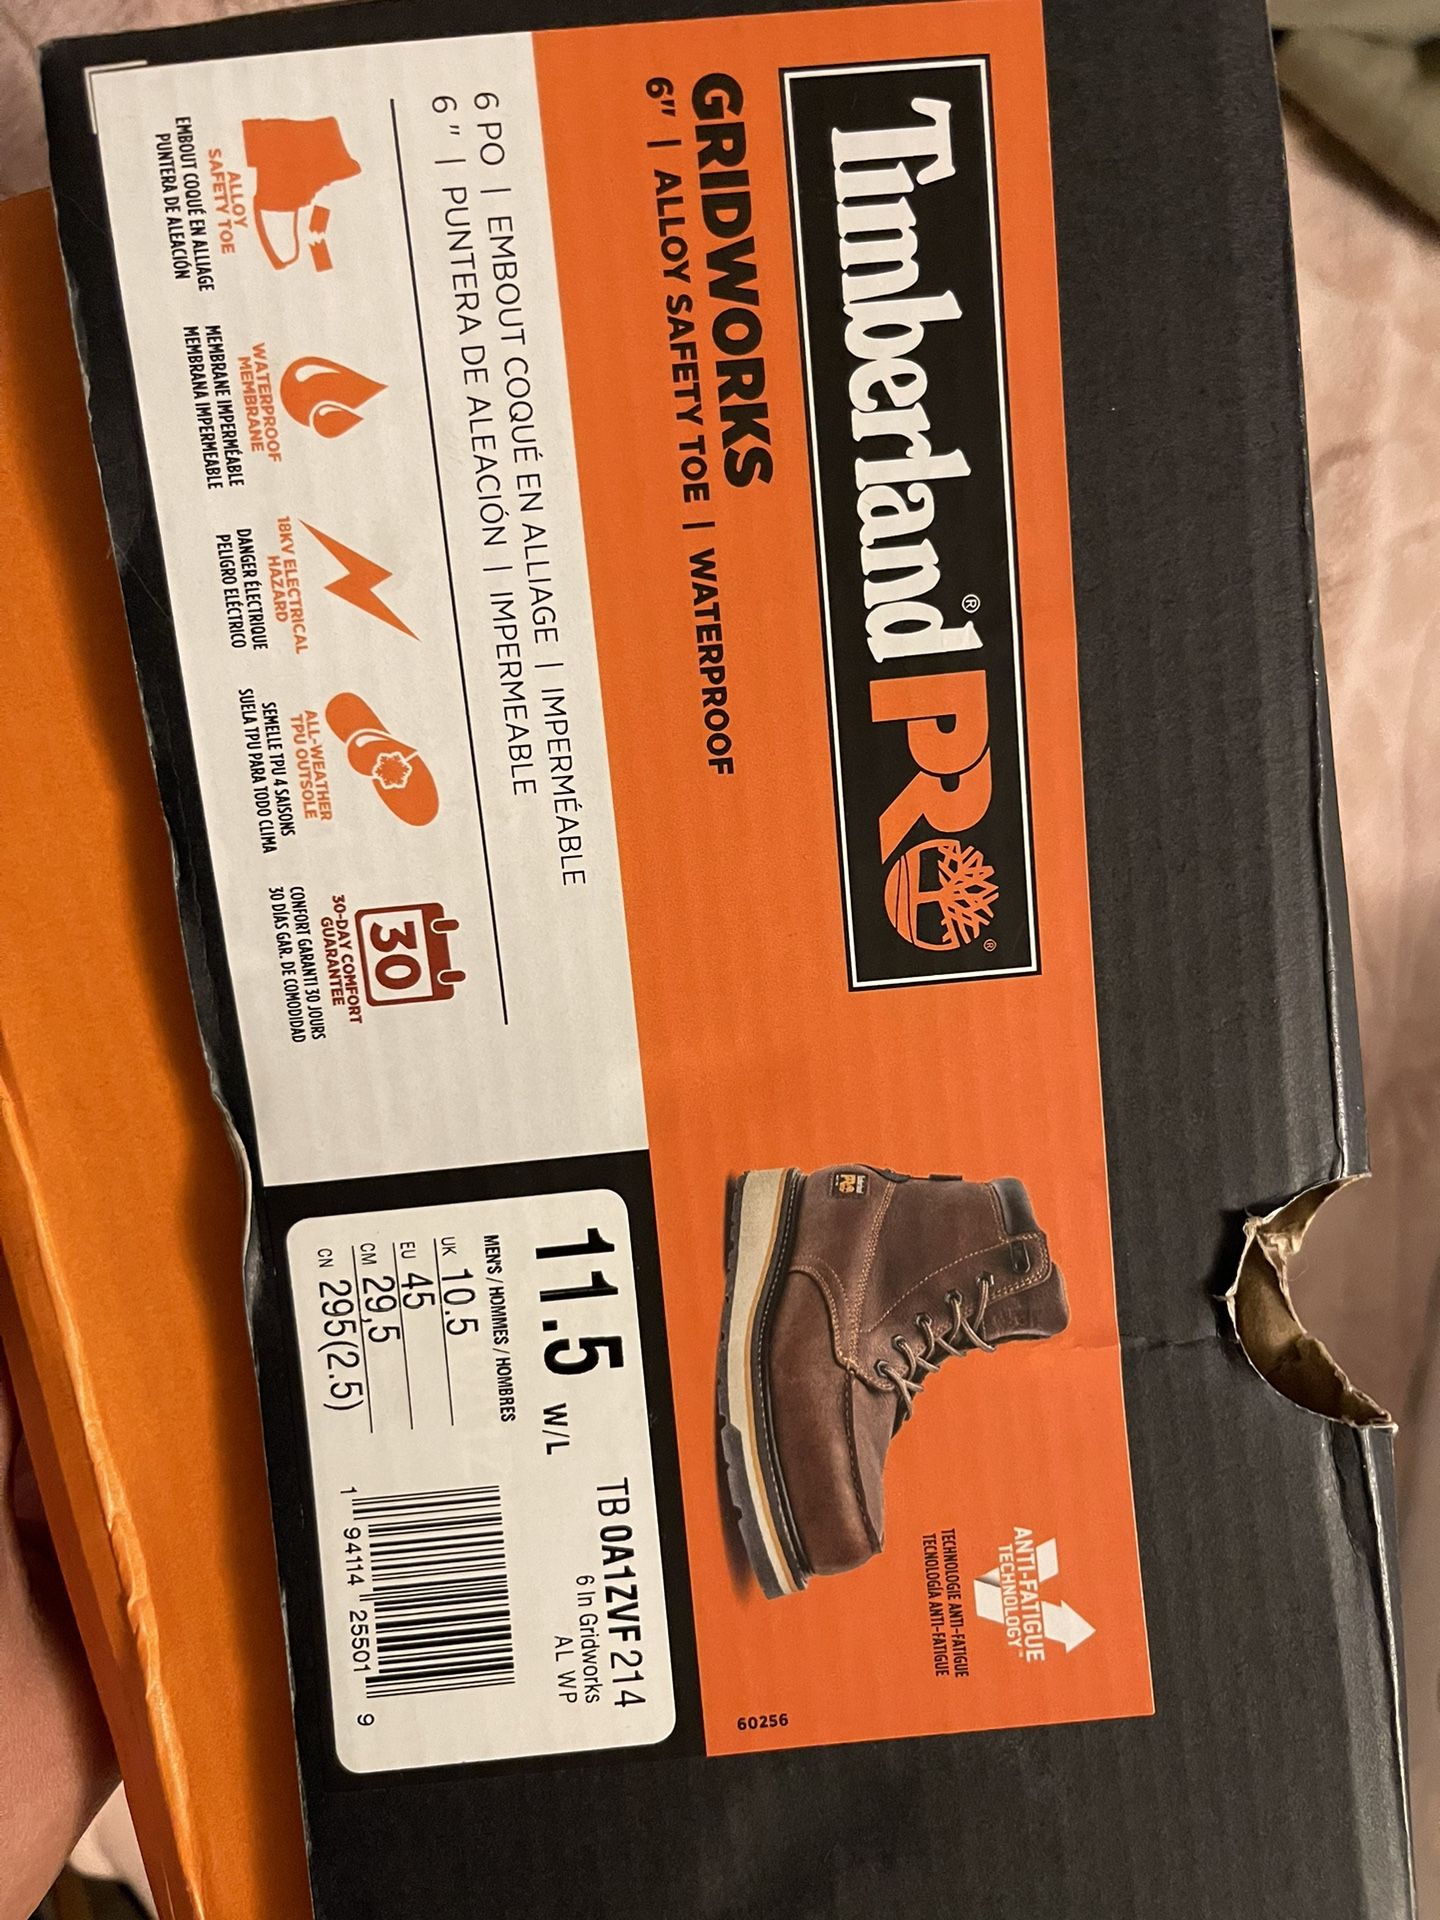 Timberland® PRO®
GRIDWORKS
6" | ALLOY SAFETY TOE | WATERPROOF
6 PO | EMBOUT COQUÉ EN ALLIAGE | IMPERMÉABLE
6 " | PUNTERA DE ALEACIÓN | IMPERMEABLE
ALLOY
SAFETY TOE
EMBOUT COQUÉ EN ALLIAGE
PUNTERA DE ALEACIÓN
WATERPROOF
MEMBRANE
MEMBRANE IMPERMÉABLE
MEMBRANA IMPERMEABLE
18KV ELECTRICAL
HAZARD
DANGER ÉLECTRIQUE
PELIGRO ELÉCTRICO
ALL-WEATHER
TPU OUTSOLE
SEMELLE TPU 4 SAISONS
SUELA TPU PARA TODO CLIMA
30
30-DAY COMFORT
GUARANTEE
CONFORT GARANTI 30 JOURS
30 DÍAS GAR. DE COMODIDAD
ANTI-FATIGUE
TECHNOLOGY™
TECHNOLOGIE ANTI-FATIGUE
TECNOLOGÍA ANTI-FATIGUE
Timberland
PRO
60256
11.5 W/L
MEN'S / HOMMES / HOMBRES
UK 10.5
EU 45
CM 29,5
CN 295(2.5)
TB 0A1ZVF 214
6 In Gridworks
AL WP
1 94114 25501 9